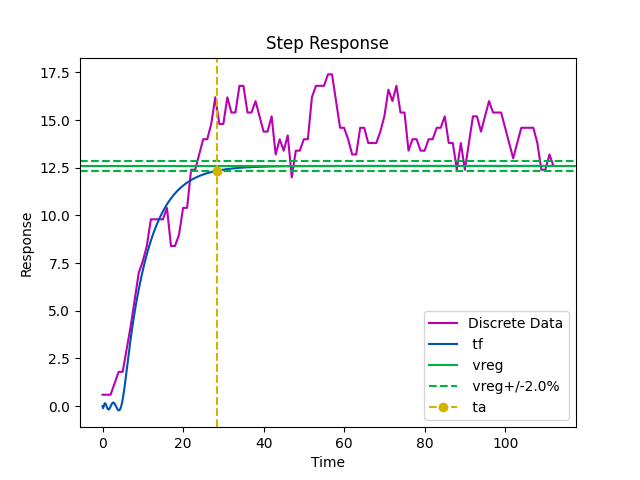 Step Response
17.5
15.0
12.5
10.0
7.5
5.0
2.5
0.0
Response
0
20
40
60
80
100
Time
Discrete Data
tf
vreg
vreg+/-2.0%
ta